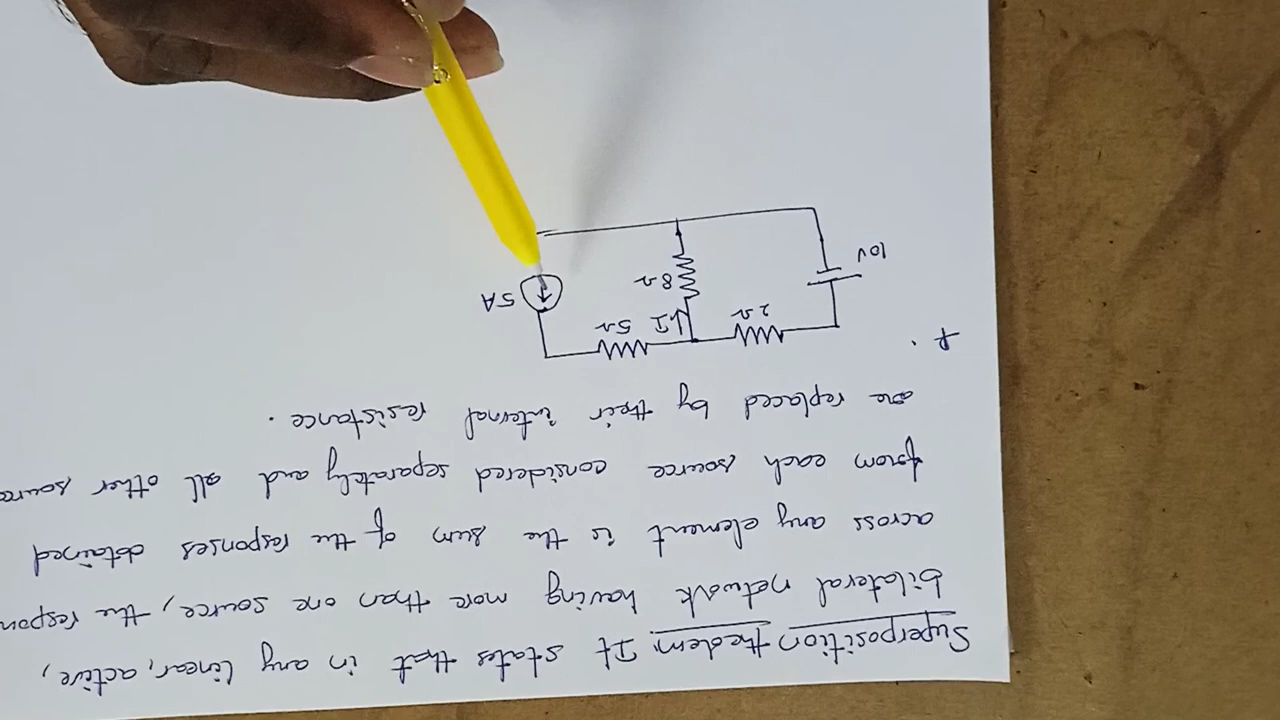 Superposition theorem: It states that in any linear, active,
bilateral network having more than one source, the respon
across any element is the sum of the responses obtained
from each source considered separately and all other source
are replaced by their internal resistance.
2Ω
5Ω
I
8Ω
10V
5A